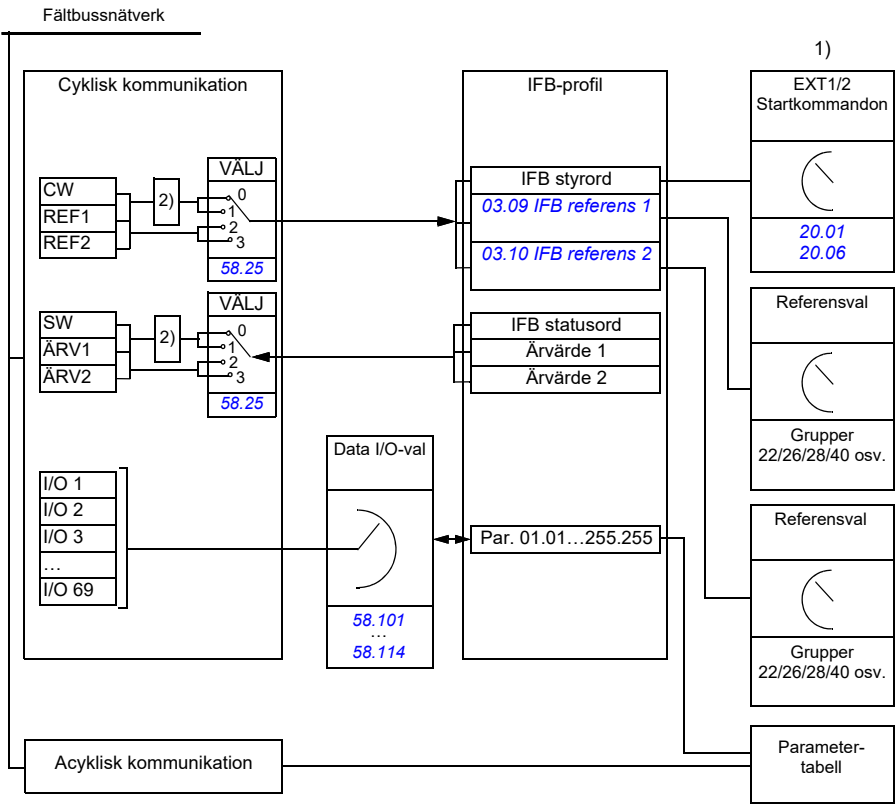 Fältbussnätverk
1)
Cyklisk kommunikation
IFB-profil
EXT1/2
Startkommandon
VÄLJ
CW
REF1
REF2
2)
0
1
2
3
58.25
IFB styrord
03.09 IFB referens 1
03.10 IFB referens 2
20.01
20.06
VÄLJ
SW
ÄRV1
ÄRV2
2)
0
1
2
3
58.25
IFB statusord
Ärvärde 1
Ärvärde 2
Referensval
Grupper
22/26/28/40 osv.
Data I/O-val
I/O 1
I/O 2
I/O 3
…
I/O 69
58.101
…
58.114
Par. 01.01…255.255
Referensval
Grupper
22/26/28/40 osv.
Acyklisk kommunikation
Parameter-
tabell